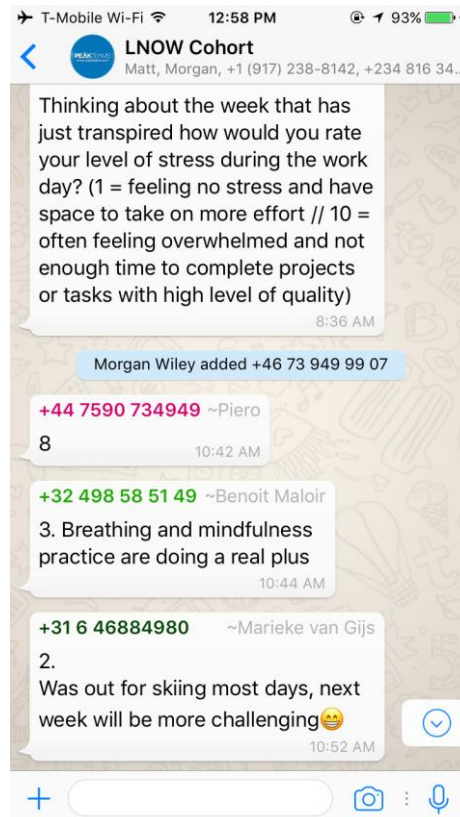 T-Mobile Wi-Fi 12:58 PM 93%
LNOW Cohort
Matt, Morgan, +1 (917) 238-8142, +234 816 34..
PEAKTEAMS
Thinking about the week that has
just transpired how would you rate
your level of stress during the work
day? (1 = feeling no stress and have
space to take on more effort // 10 =
often feeling overwhelmed and not
enough time to complete projects
or tasks with high level of quality)
8:36 AM
Morgan Wiley added +46 73 949 99 07
+44 7590 734949 ~Piero
8
10:42 AM
+32 498 58 51 49 ~Benoit Maloir
3. Breathing and mindfulness
practice are doing a real plus
10:44 AM
+31 6 46884980 ~Marieke van Gijs
2.
Was out for skiing most days, next
week will be more challenging😁
10:52 AM